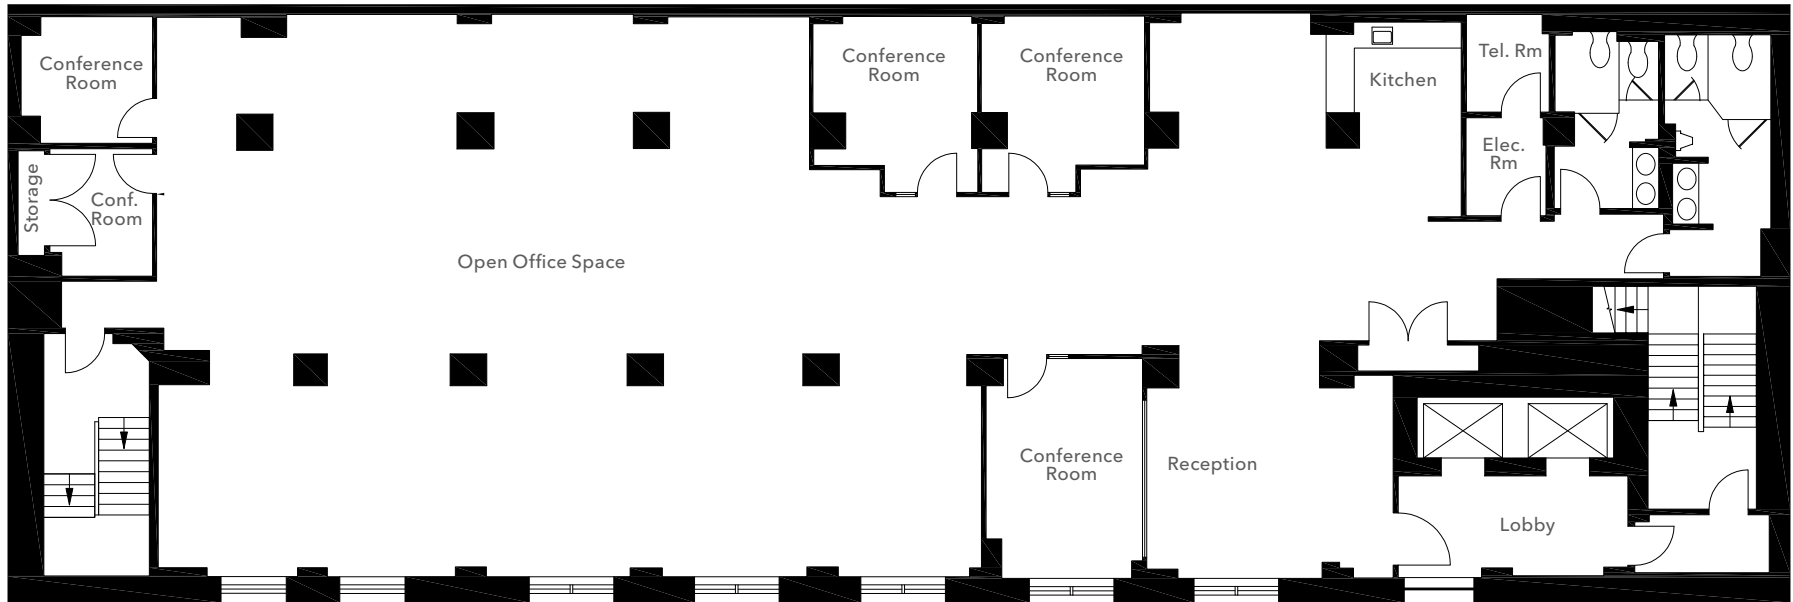 Conference
Room
Conference
Room
Conference
Room
Tel. Rm
Kitchen
Elec.
Rm
Storage
Conf.
Room
Open Office Space
Conference
Room
Reception
Lobby